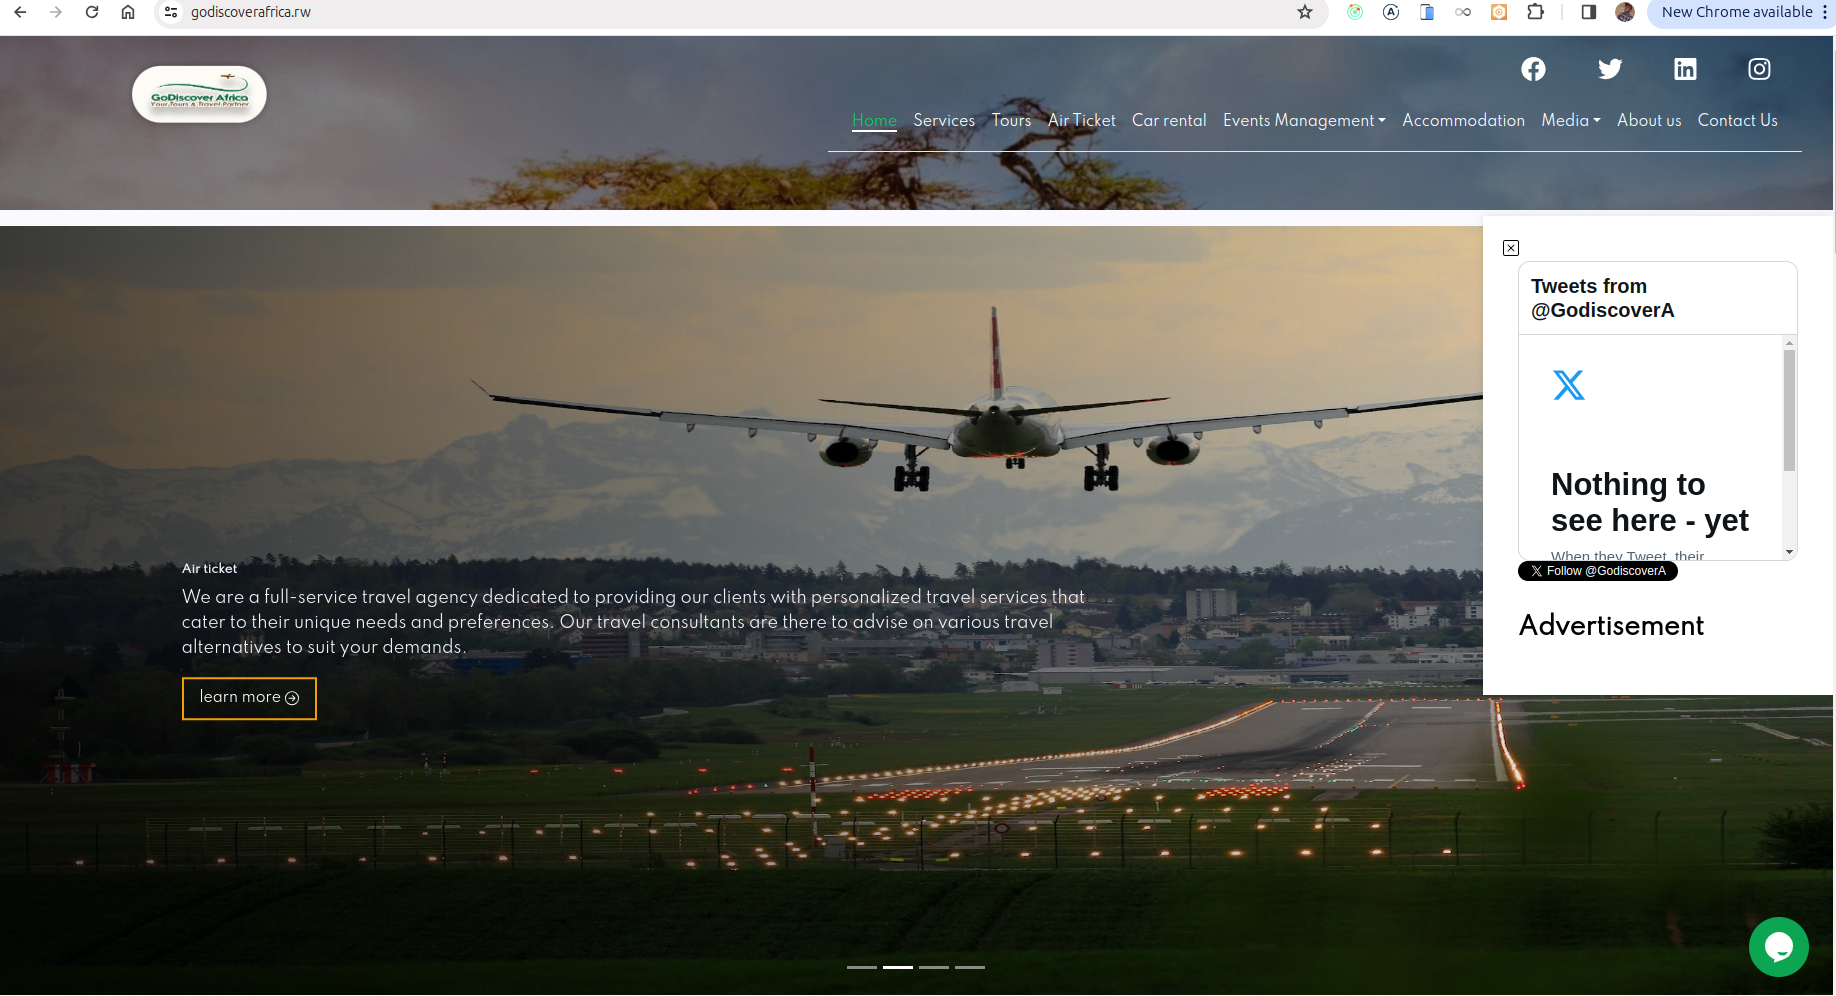 godiscoverafrica.rw
New Chrome available
GoDiscover Africa
Your Tours & Travel Partner
Home Services Tours Air Ticket Car rental Events Management Accommodation Media About us Contact Us
Tweets from
@GodiscoverA
Nothing to
see here - yet
When they Tweet, their
Follow @GodiscoverA
Advertisement
Air ticket
We are a full-service travel agency dedicated to providing our clients with personalized travel services that
cater to their unique needs and preferences. Our travel consultants are there to advise on various travel
alternatives to suit your demands.
learn more